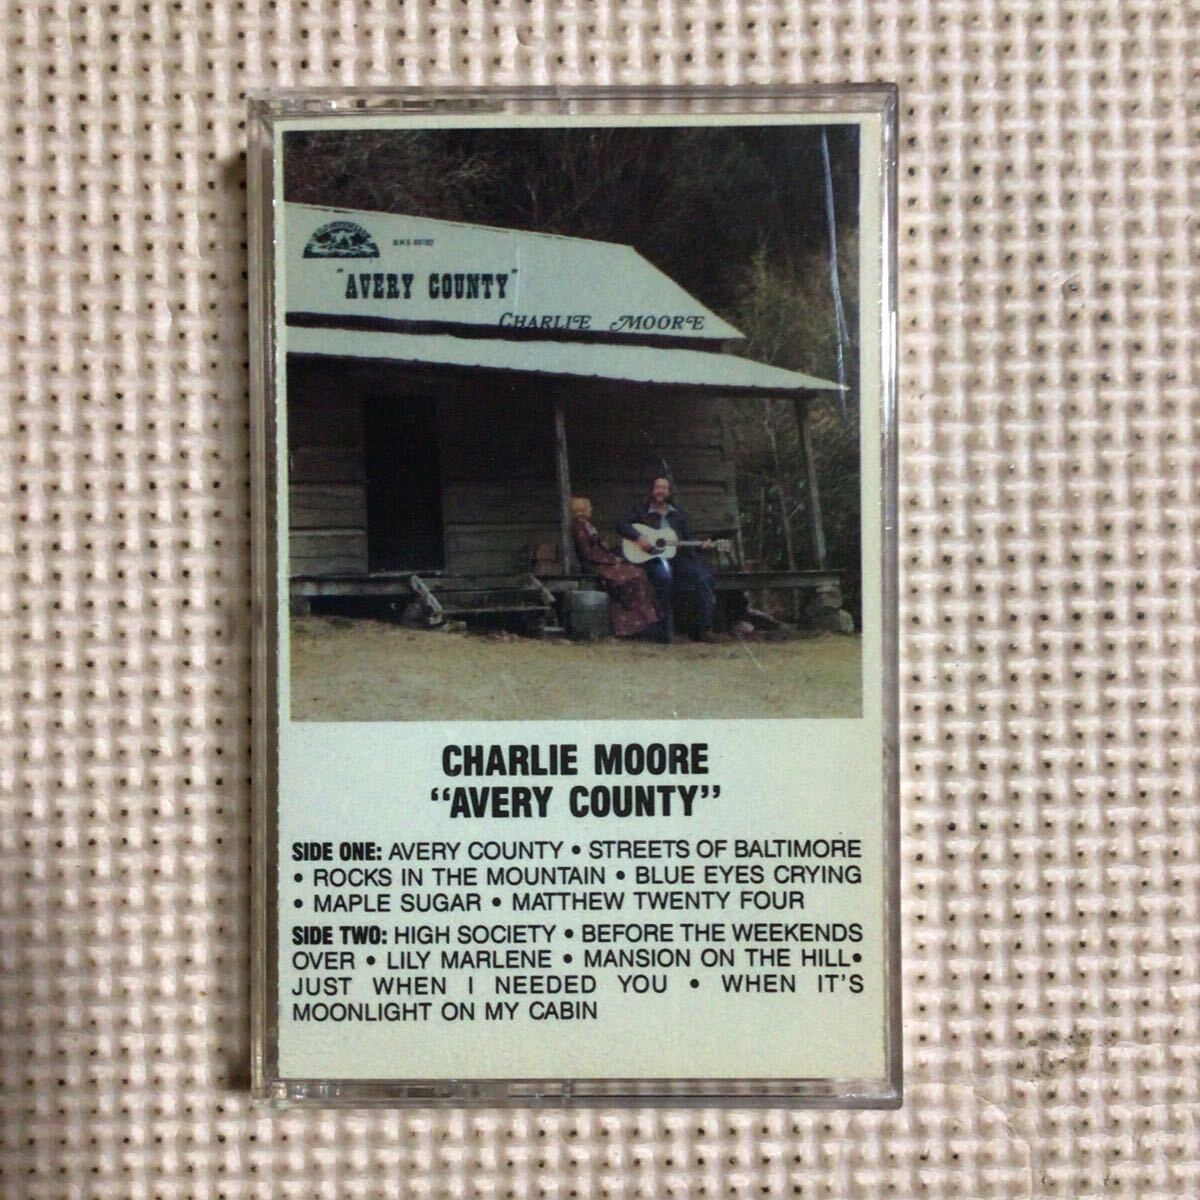 "AVERY COUNTY"
CHARLIE MOORE
CHARLIE MOORE
"AVERY COUNTY"
SIDE ONE: AVERY COUNTY • STREETS OF BALTIMORE
• ROCKS IN THE MOUNTAIN • BLUE EYES CRYING
• MAPLE SUGAR • MATTHEW TWENTY FOUR
SIDE TWO: HIGH SOCIETY • BEFORE THE WEEKENDS
OVER • LILY MARLENE • MANSION ON THE HILL•
JUST WHEN I NEEDED YOU • WHEN IT'S
MOONLIGHT ON MY CABIN